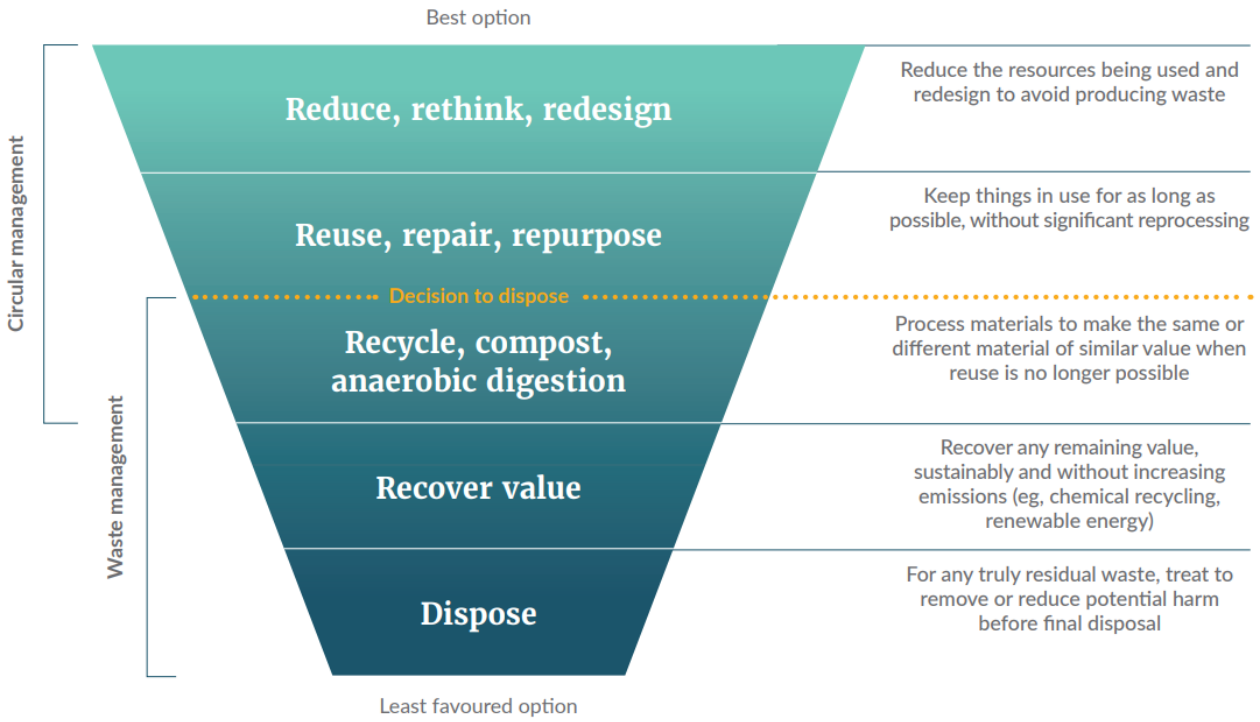 Best option
Circular management
Reduce, rethink, redesign
Reduce the resources being used and
redesign to avoid producing waste
Reuse, repair, repurpose
Keep things in use for as long as
possible, without significant reprocessing
Decision to dispose
Waste management
Recycle, compost,
anaerobic digestion
Process materials to make the same or
different material of similar value when
reuse is no longer possible
Recover value
Recover any remaining value,
sustainably and without increasing
emissions (eg, chemical recycling,
renewable energy)
Dispose
For any truly residual waste, treat to
remove or reduce potential harm
before final disposal
Least favoured option